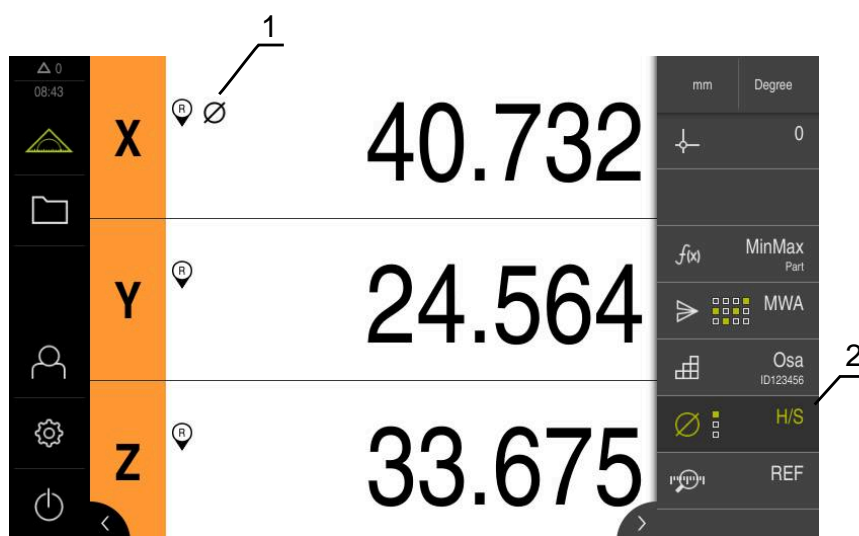 1
0
08:43
X
R
40.732
mm
Degree
0
Y
R
24.564
f(x)
MinMax
Part
MWA
Osa
ID123456
2
Z
R
33.675
H/S
REF